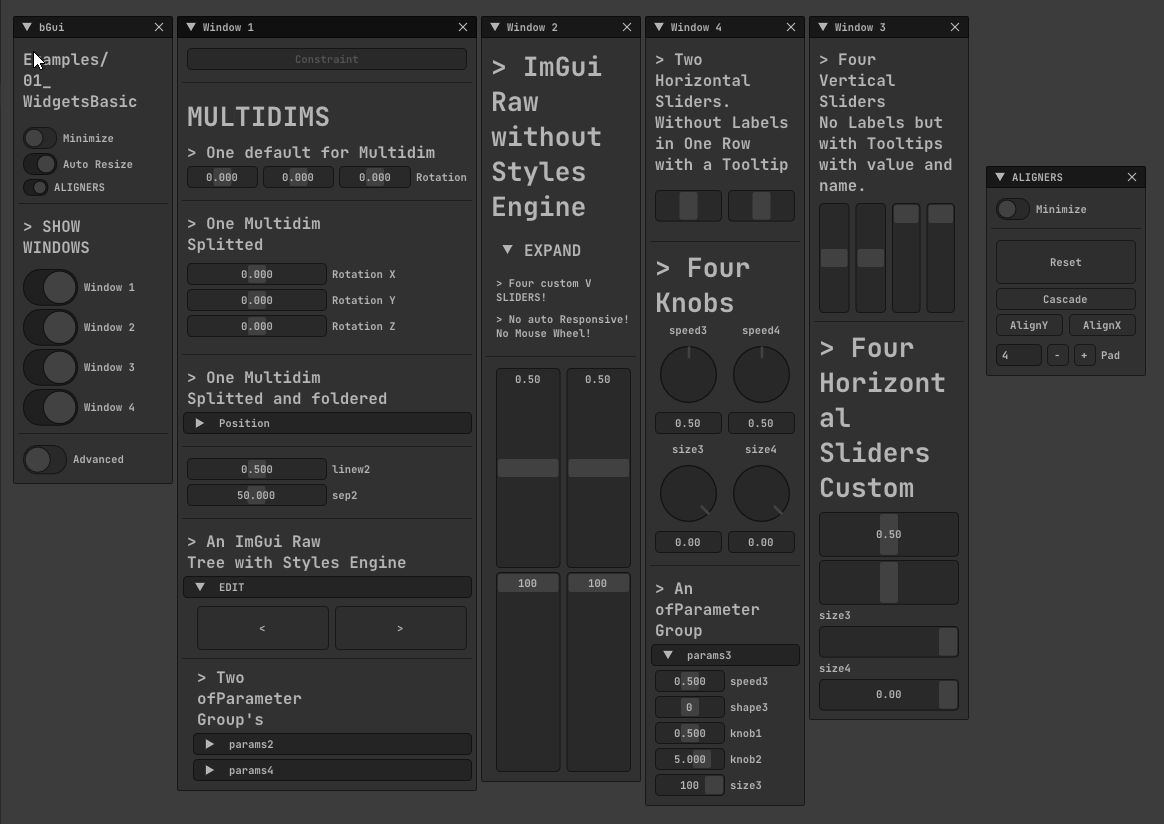 bGui
Examples/
01_
WidgetsBasic
Minimize
Auto Resize
ALIGNERS
> SHOW
WINDOWS
Window 1
Window 2
Window 3
Window 4
Advanced
Window 1
Constraint
MULTIDIMS
> One default for Multidim
0.000 0.000 0.000 Rotation
> One Multidim
Splitted
0.000 Rotation X
0.000 Rotation Y
0.000 Rotation Z
> One Multidim
Splitted and foldered
Position
0.500 linew2
50.000 sep2
> An ImGui Raw
Tree with Styles Engine
EDIT
< >
> Two
ofParameter
Group's
params2
params4
Window 2
> ImGui
Raw
without
Styles
Engine
EXPAND
> Four custom V
SLIDERS!
> No auto Responsive!
No Mouse Wheel!
0.50 0.50
100 100
Window 4
> Two
Horizontal
Sliders.
Without Labels
in One Row
with a Tooltip
> Four
Knobs
speed3 speed4
0.50 0.50
size3 size4
0.00 0.00
> An
ofParameter
Group
params3
0.500 speed3
0 shape3
0.500 knob1
5.000 knob2
100 size3
Window 3
> Four
Vertical
Sliders
No Labels but
with Tooltips
with value and
name.
> Four
Horizont
al
Sliders
Custom
0.50
size3
size4
0.00
ALIGNERS
Minimize
Reset
Cascade
AlignY AlignX
4 - + Pad